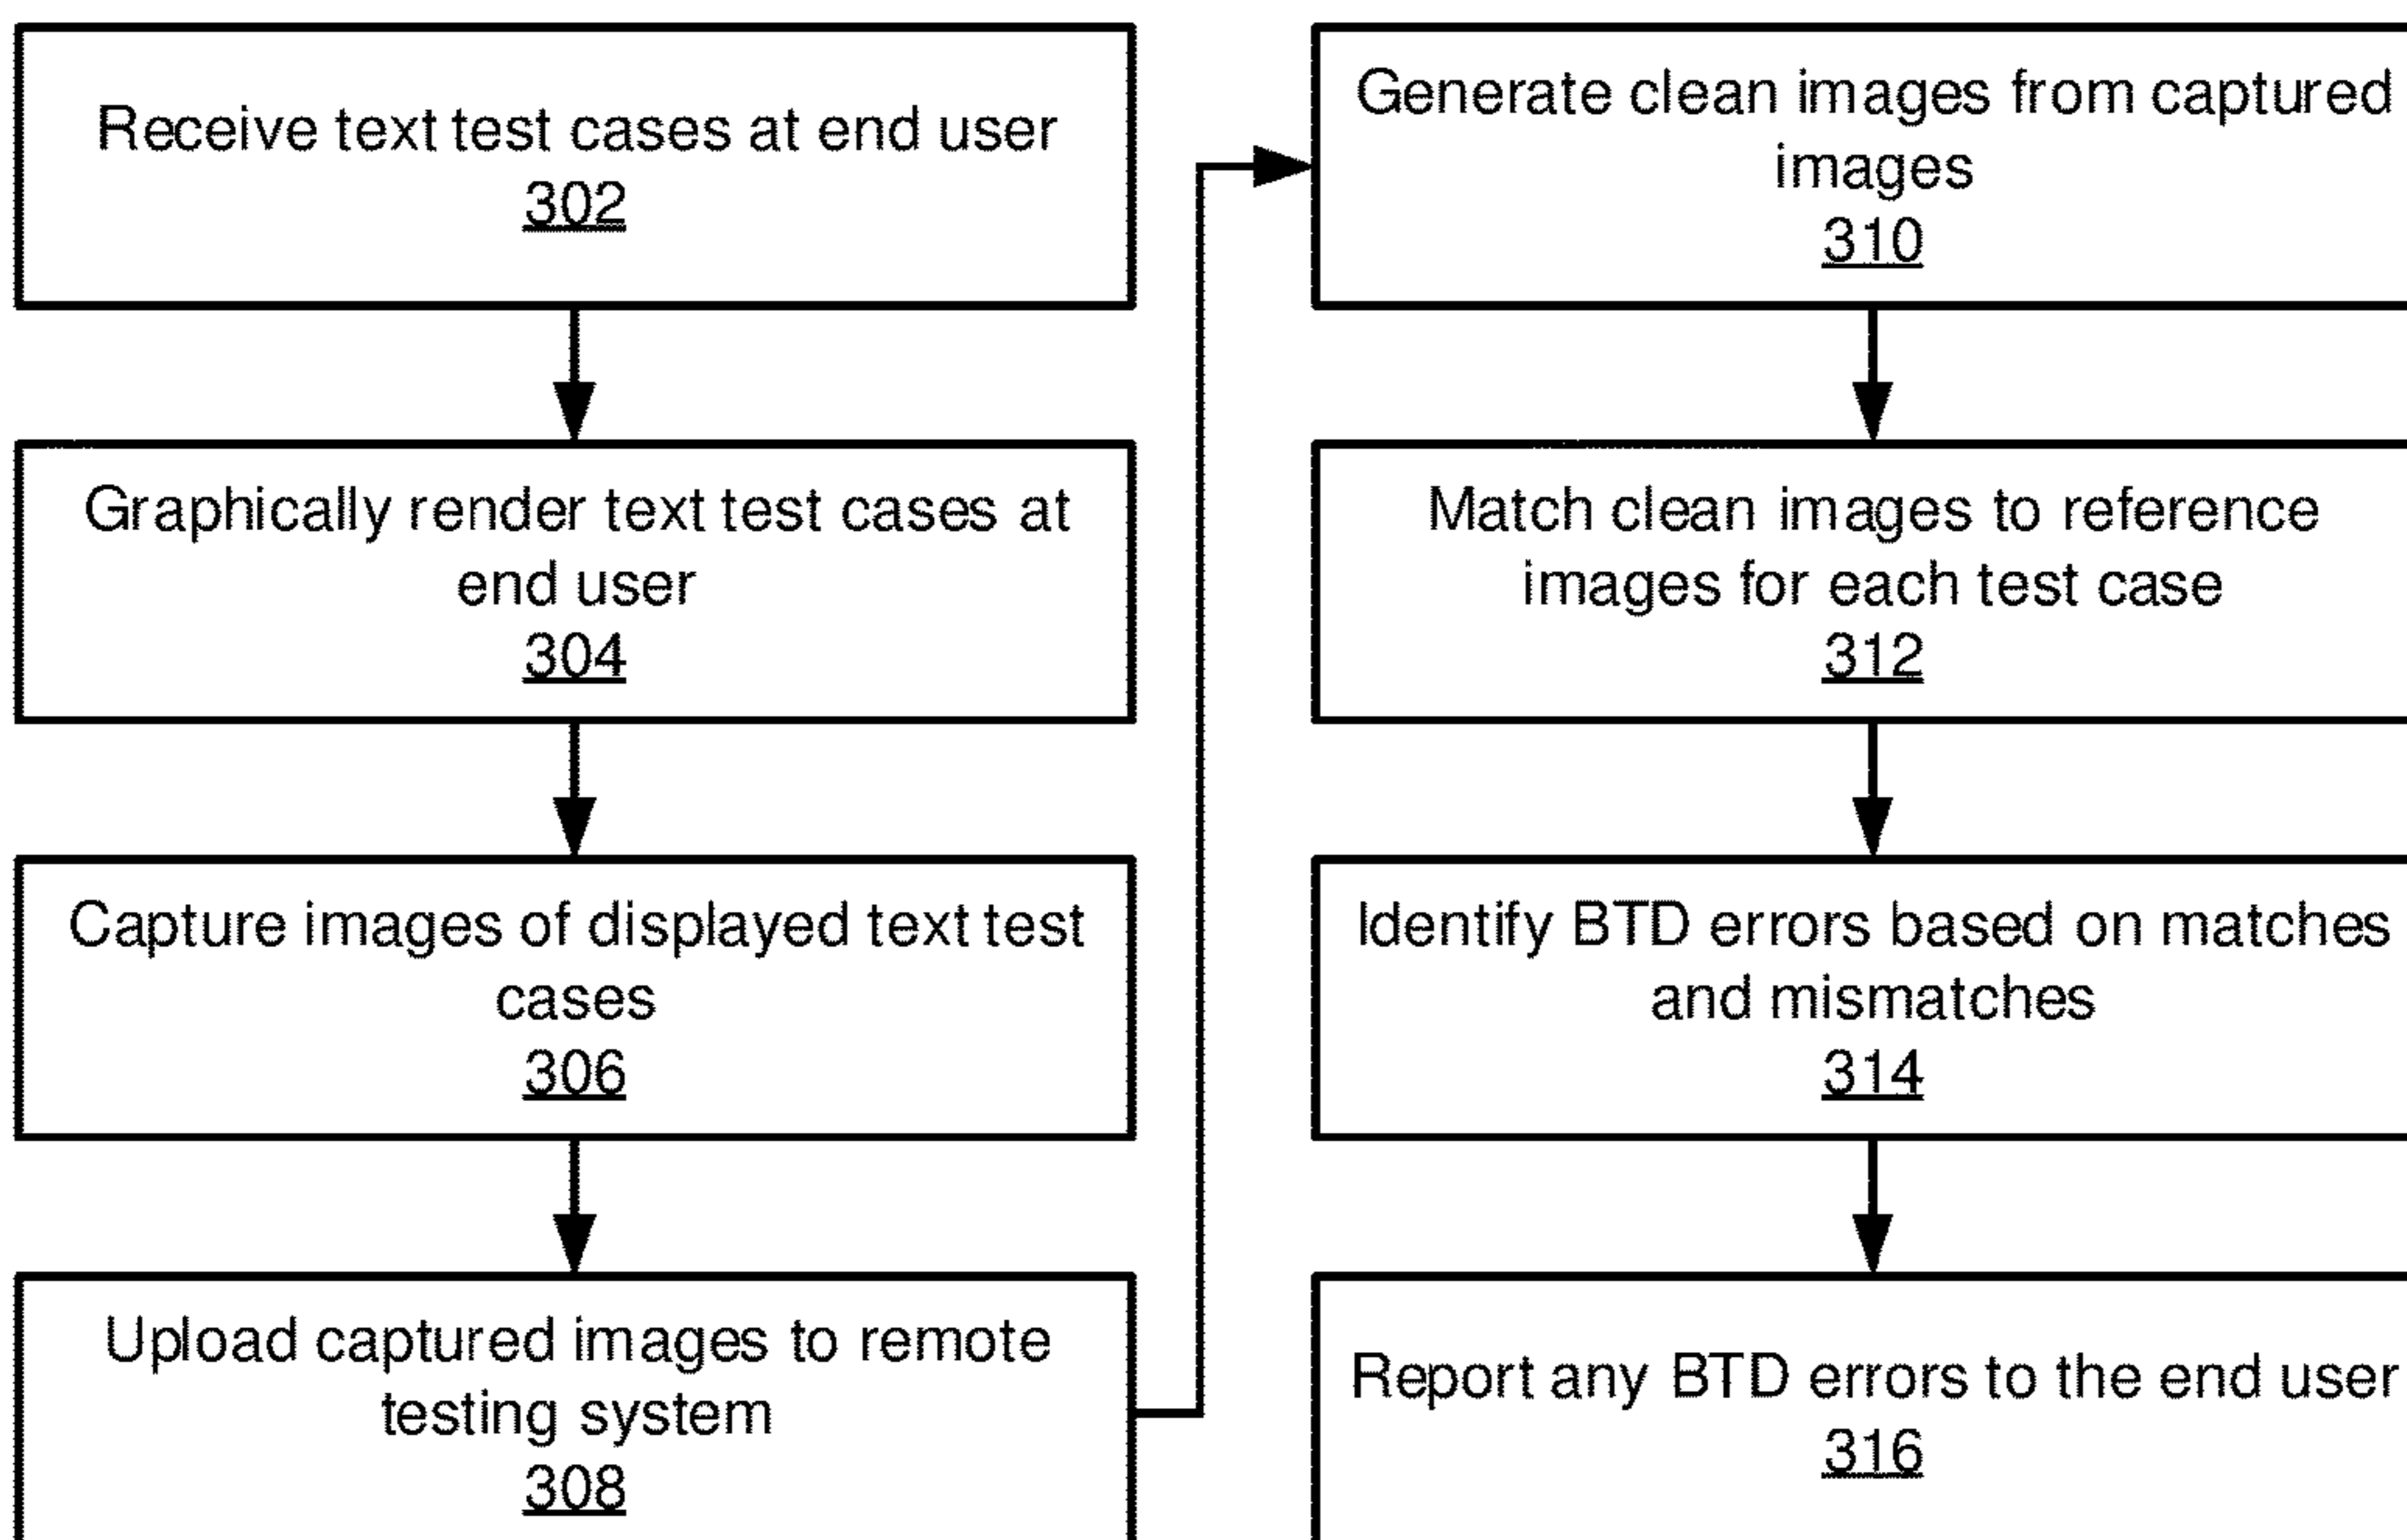 Receive text test cases at end user
302
Graphically render text test cases at
end user
304
Capture images of displayed text test
cases
306
Upload captured images to remote
testing system
308
Generate clean images from captured
images
310
Match clean images to reference
images for each test case
312
Identify BTD errors based on matches
and mismatches
314
Report any BTD errors to the end user
316